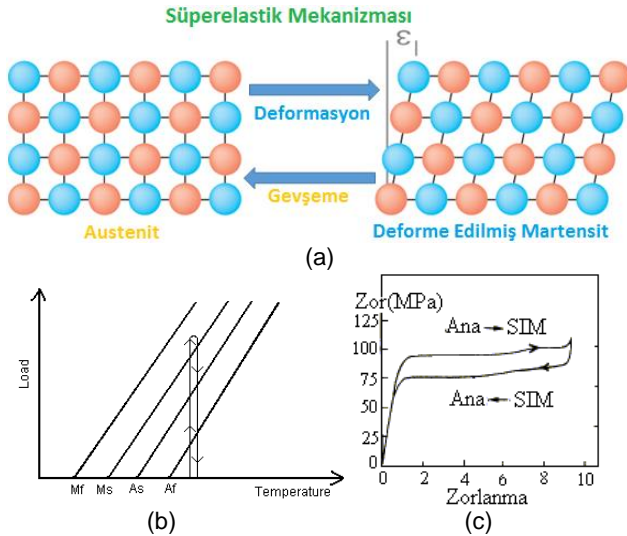 Süperelastik Mekanizması
ε
Deformasyon
Gevşeme
Austenit
Deforme Edilmiş Martensit
(a)
Load
Mf Ms As Af Temperature
(b)
Zor(MPa)
125
100
75
50
25
0
0 2 4 6 8 10
Ana → SIM
Ana ← SIM
Zorlanma
(c)